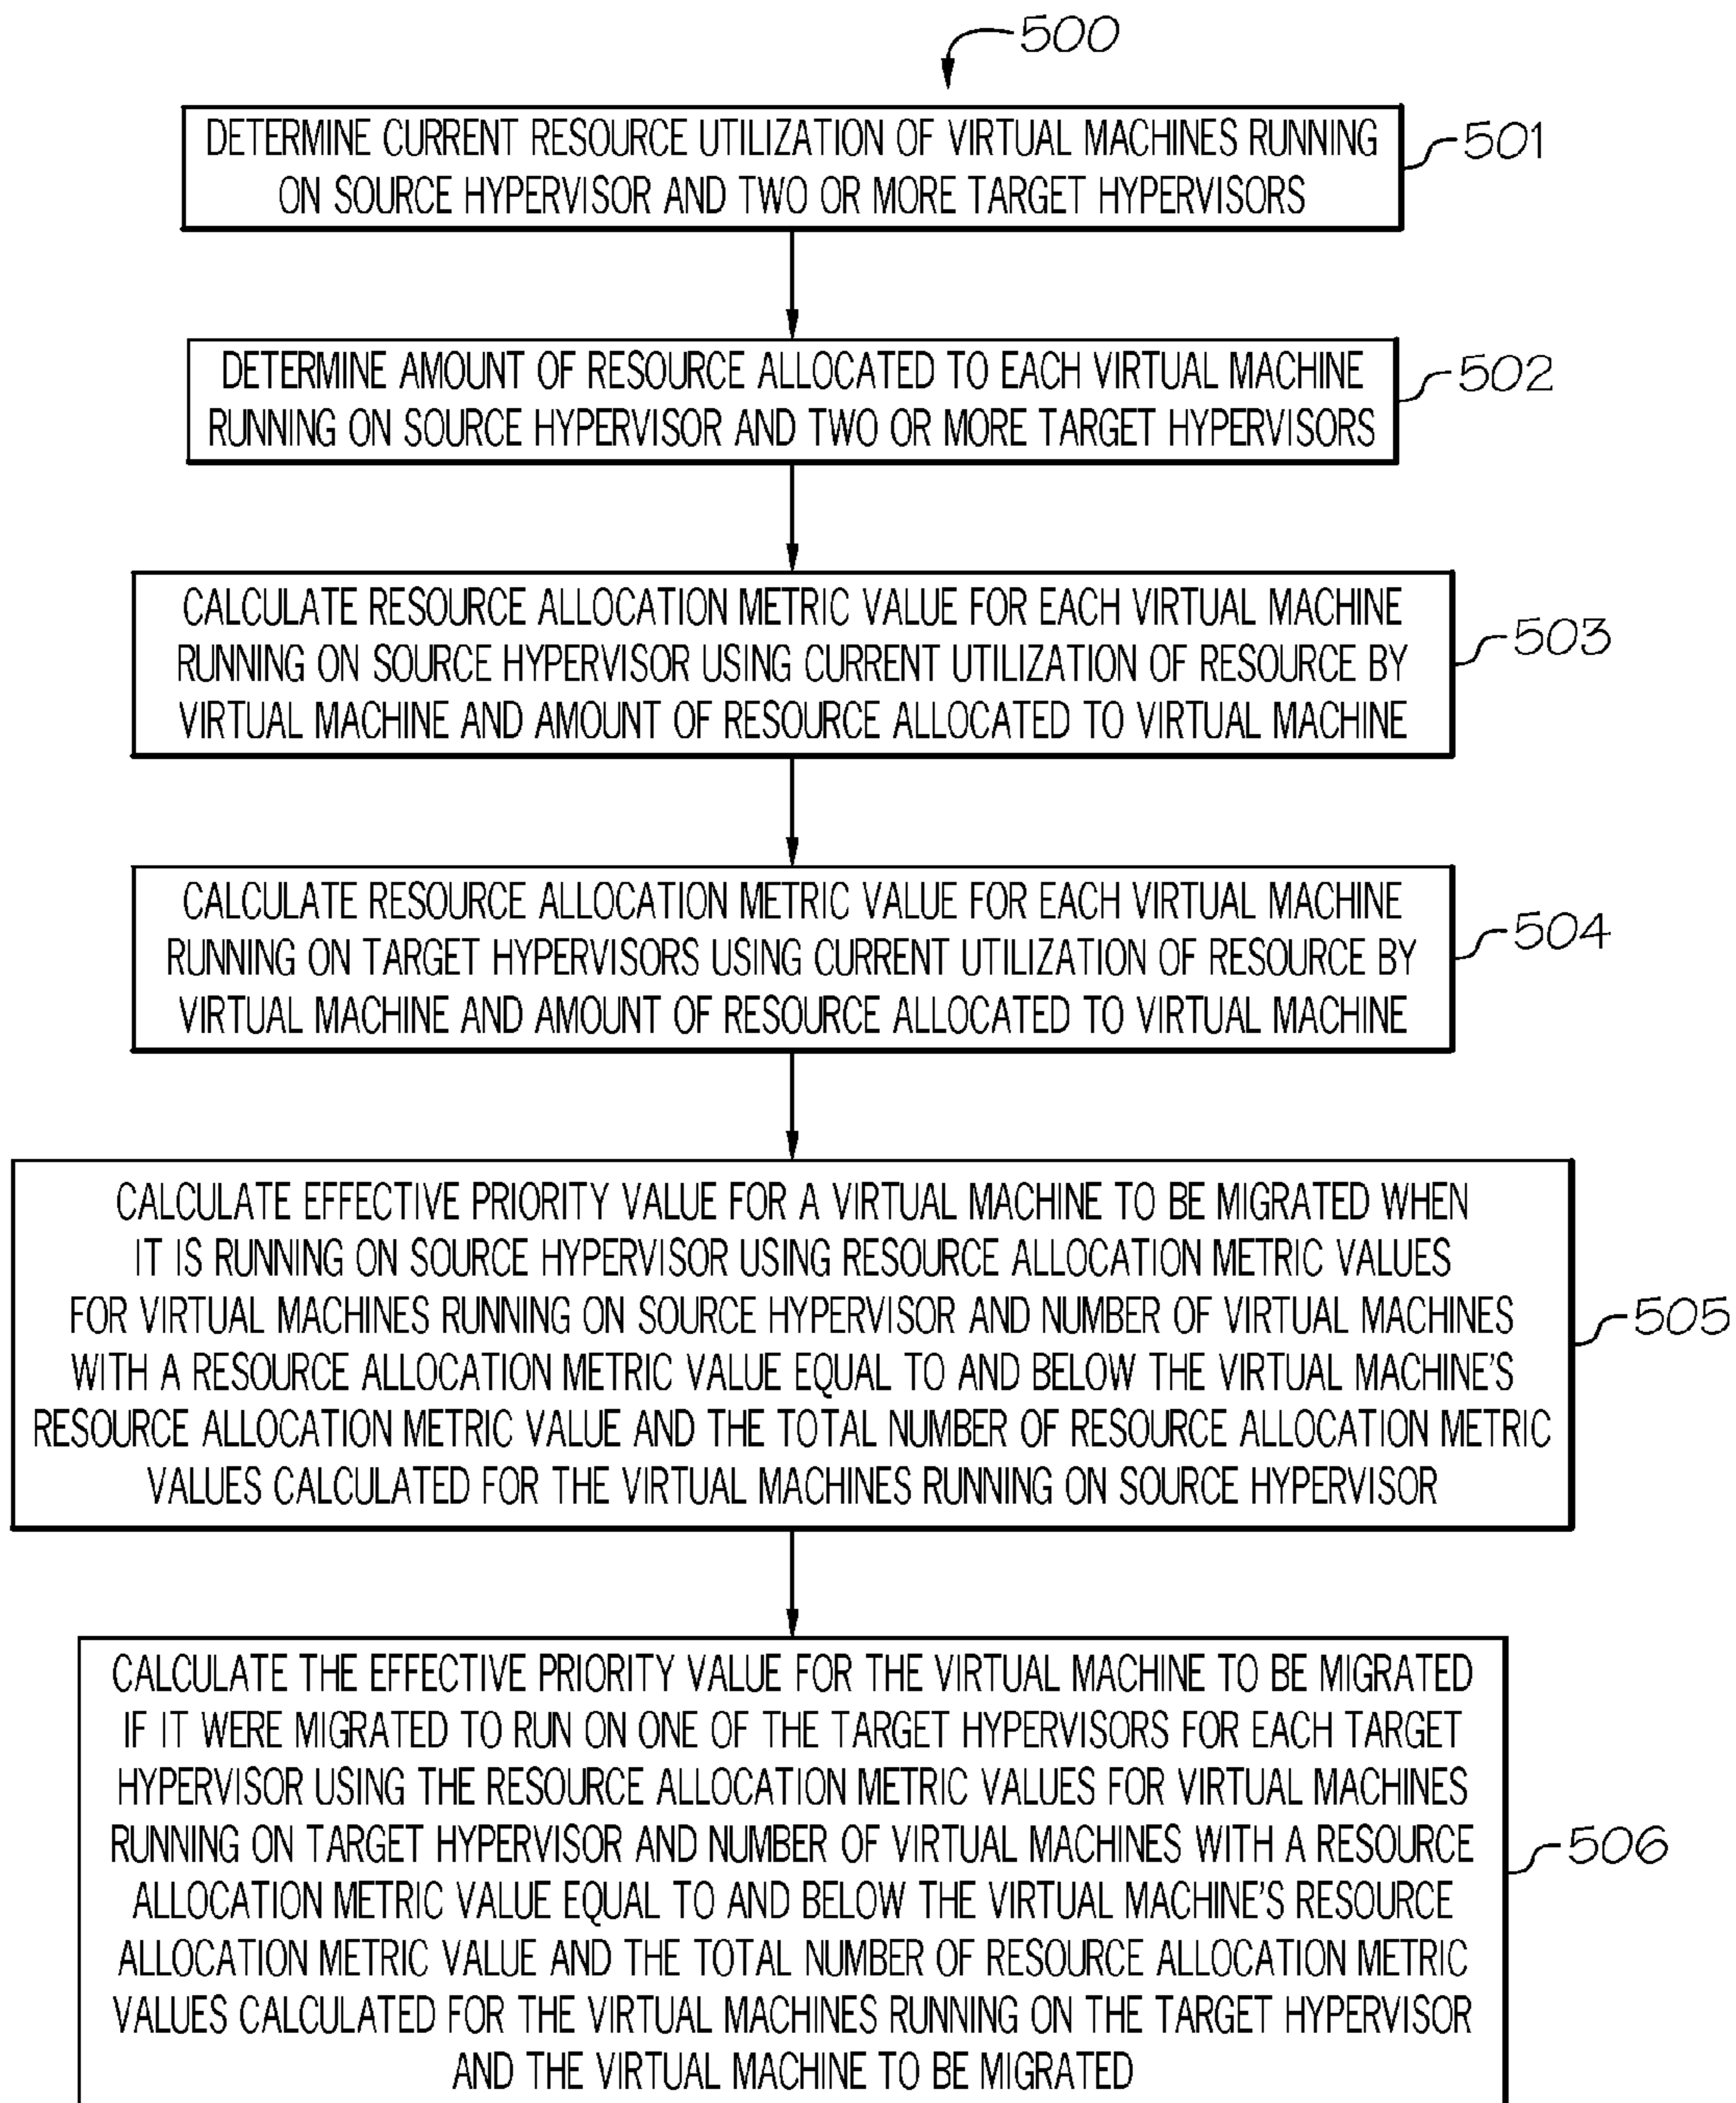 500
DETERMINE CURRENT RESOURCE UTILIZATION OF VIRTUAL MACHINES RUNNING
ON SOURCE HYPERVISOR AND TWO OR MORE TARGET HYPERVISORS
501
DETERMINE AMOUNT OF RESOURCE ALLOCATED TO EACH VIRTUAL MACHINE
RUNNING ON SOURCE HYPERVISOR AND TWO OR MORE TARGET HYPERVISORS
502
CALCULATE RESOURCE ALLOCATION METRIC VALUE FOR EACH VIRTUAL MACHINE
RUNNING ON SOURCE HYPERVISOR USING CURRENT UTILIZATION OF RESOURCE BY
VIRTUAL MACHINE AND AMOUNT OF RESOURCE ALLOCATED TO VIRTUAL MACHINE
503
CALCULATE RESOURCE ALLOCATION METRIC VALUE FOR EACH VIRTUAL MACHINE
RUNNING ON TARGET HYPERVISORS USING CURRENT UTILIZATION OF RESOURCE BY
VIRTUAL MACHINE AND AMOUNT OF RESOURCE ALLOCATED TO VIRTUAL MACHINE
504
CALCULATE EFFECTIVE PRIORITY VALUE FOR A VIRTUAL MACHINE TO BE MIGRATED WHEN
IT IS RUNNING ON SOURCE HYPERVISOR USING RESOURCE ALLOCATION METRIC VALUES
FOR VIRTUAL MACHINES RUNNING ON SOURCE HYPERVISOR AND NUMBER OF VIRTUAL MACHINES
WITH A RESOURCE ALLOCATION METRIC VALUE EQUAL TO AND BELOW THE VIRTUAL MACHINE'S
RESOURCE ALLOCATION METRIC VALUE AND THE TOTAL NUMBER OF RESOURCE ALLOCATION METRIC
VALUES CALCULATED FOR THE VIRTUAL MACHINES RUNNING ON SOURCE HYPERVISOR
505
CALCULATE THE EFFECTIVE PRIORITY VALUE FOR THE VIRTUAL MACHINE TO BE MIGRATED
IF IT WERE MIGRATED TO RUN ON ONE OF THE TARGET HYPERVISORS FOR EACH TARGET
HYPERVISOR USING THE RESOURCE ALLOCATION METRIC VALUES FOR VIRTUAL MACHINES
RUNNING ON TARGET HYPERVISOR AND NUMBER OF VIRTUAL MACHINES WITH A RESOURCE
ALLOCATION METRIC VALUE EQUAL TO AND BELOW THE VIRTUAL MACHINE'S RESOURCE
ALLOCATION METRIC VALUE AND THE TOTAL NUMBER OF RESOURCE ALLOCATION METRIC
VALUES CALCULATED FOR THE VIRTUAL MACHINES RUNNING ON THE TARGET HYPERVISOR
AND THE VIRTUAL MACHINE TO BE MIGRATED
506